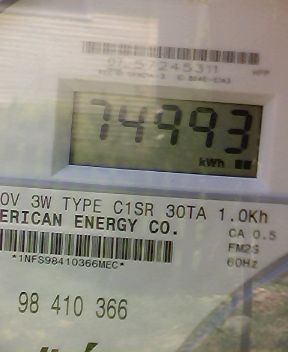 57245311
74993
kWh
0V 3W TYPE C1SR 30TA 1.0Kh
ERICAN ENERGY CO. CA 0.5
FM2S
*1NFS98410366MEC* 60Hz
98 410 366